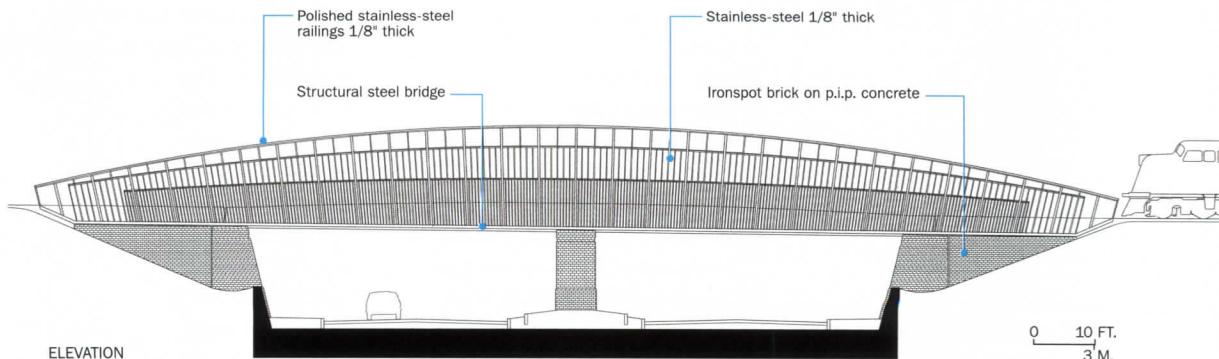 Polished stainless-steel
railings 1/8" thick
Stainless-steel 1/8" thick
Structural steel bridge
Ironspot brick on p.i.p. concrete
0 10 FT.
3 M.
ELEVATION